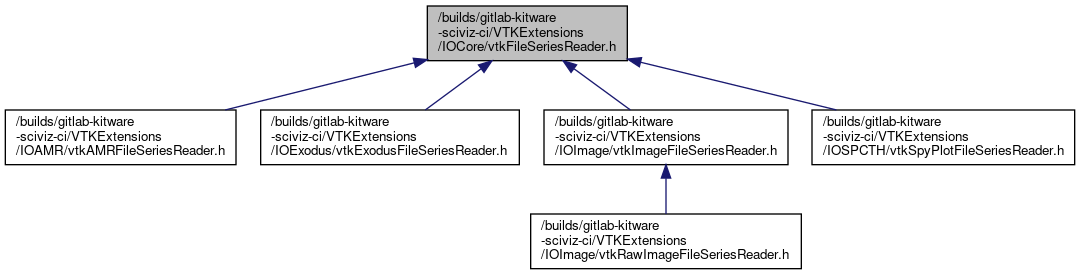 /builds/gitlab-kitware
-sciviz-ci/VTKExtensions
/IOCore/vtkFileSeriesReader.h
/builds/gitlab-kitware
-sciviz-ci/VTKExtensions
/IOAMR/vtkAMRFileSeriesReader.h
/builds/gitlab-kitware
-sciviz-ci/VTKExtensions
/IOExodus/vtkExodusFileSeriesReader.h
/builds/gitlab-kitware
-sciviz-ci/VTKExtensions
/IOImage/vtkImageFileSeriesReader.h
/builds/gitlab-kitware
-sciviz-ci/VTKExtensions
/IOSPCTH/vtkSpyPlotFileSeriesReader.h
/builds/gitlab-kitware
-sciviz-ci/VTKExtensions
/IOImage/vtkRawImageFileSeriesReader.h